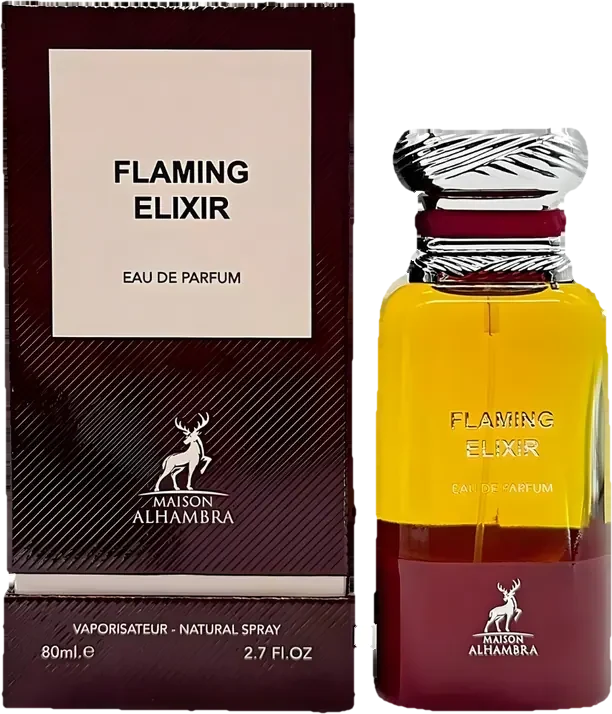 FLAMING
ELIXIR
EAU DE PARFUM
MAISON
ALHAMBRA
VAPORISATEUR - NATURAL SPRAY
80ml.e 2.7 Fl.OZ
FLAMING
ELIXIR
EAU DE PARFUM
MAISON
ALHAMBRA